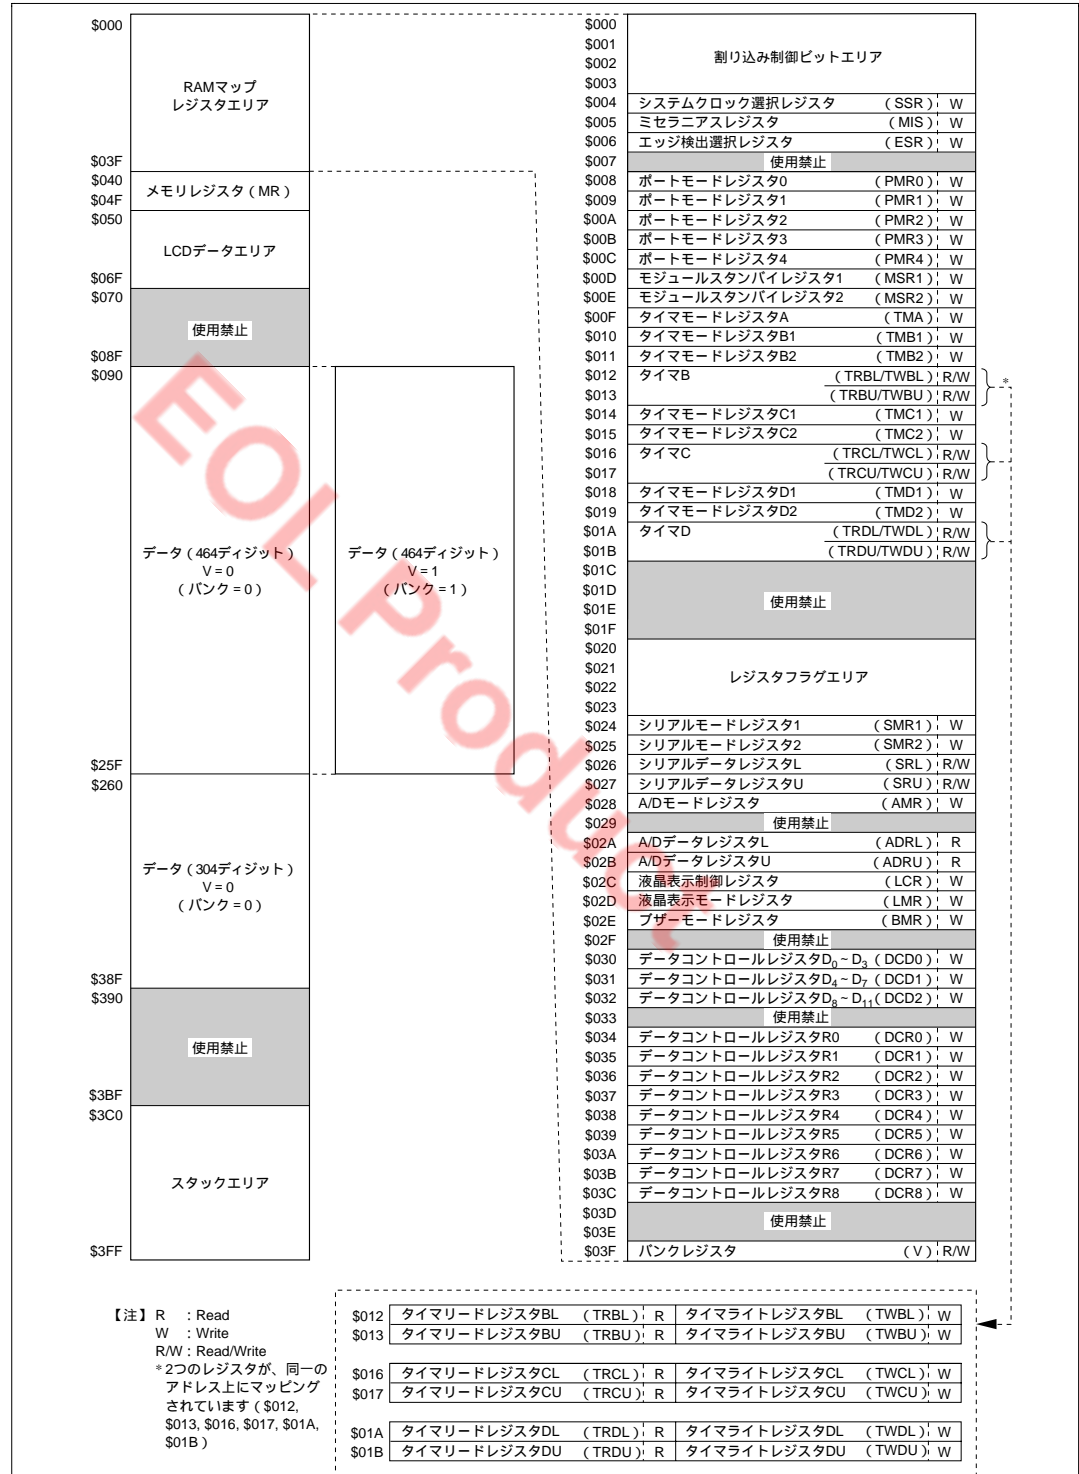 $000
RAMマップ
レジスタエリア
$03F
$040
メモリレジスタ(MR)
$04F
$050
LCDデータエリア
$06F
$070
使用禁止
$08F
$090
データ(464ディジット)
V=0
(バンク=0)
データ(464ディジット)
V=1
(バンク=1)
$25F
$260
データ(304ディジット)
V=0
(バンク=0)
$38F
$390
使用禁止
$3BF
$3C0
スタックエリア
$3FF
$000
$001
割り込み制御ビットエリア
$002
$003
$004 システムクロック選択レジスタ (SSR) W
$005 ミセラニアスレジスタ (MIS) W
$006 エッジ検出選択レジスタ (ESR) W
$007 使用禁止
$008 ポートモードレジスタ0 (PMR0) W
$009 ポートモードレジスタ1 (PMR1) W
$00A ポートモードレジスタ2 (PMR2) W
$00B ポートモードレジスタ3 (PMR3) W
$00C ポートモードレジスタ4 (PMR4) W
$00D モジュールスタンバイレジスタ1 (MSR1) W
$00E モジュールスタンバイレジスタ2 (MSR2) W
$00F タイマモードレジスタA (TMA) W
$010 タイマモードレジスタB1 (TMB1) W
$011 タイマモードレジスタB2 (TMB2) W
$012 タイマB (TRBL/TWBL) R/W *
$013 (TRBU/TWBU) R/W
$014 タイマモードレジスタC1 (TMC1) W
$015 タイマモードレジスタC2 (TMC2) W
$016 タイマC (TRCL/TWCL) R/W
$017 (TRCU/TWCU) R/W
$018 タイマモードレジスタD1 (TMD1) W
$019 タイマモードレジスタD2 (TMD2) W
$01A タイマD (TRDL/TWDL) R/W
$01B (TRDU/TWDU) R/W
$01C
$01D
使用禁止
$01E
$01F
$020
$021
レジスタフラグエリア
$022
$023
$024 シリアルモードレジスタ1 (SMR1) W
$025 シリアルモードレジスタ2 (SMR2) W
$026 シリアルデータレジスタL (SRL) R/W
$027 シリアルデータレジスタU (SRU) R/W
$028 A/Dモードレジスタ (AMR) W
$029 使用禁止
$02A A/DデータレジスタL (ADRL) R
$02B A/DデータレジスタU (ADRU) R
$02C 液晶表示制御レジスタ (LCR) W
$02D 液晶表示モードレジスタ (LMR) W
$02E ブザーモードレジスタ (BMR) W
$02F 使用禁止
$030 データコントロールレジスタD0~D3 (DCD0) W
$031 データコントロールレジスタD4~D7 (DCD1) W
$032 データコントロールレジスタD8~D11 (DCD2) W
$033 使用禁止
$034 データコントロールレジスタR0 (DCR0) W
$035 データコントロールレジスタR1 (DCR1) W
$036 データコントロールレジスタR2 (DCR2) W
$037 データコントロールレジスタR3 (DCR3) W
$038 データコントロールレジスタR4 (DCR4) W
$039 データコントロールレジスタR5 (DCR5) W
$03A データコントロールレジスタR6 (DCR6) W
$03B データコントロールレジスタR7 (DCR7) W
$03C データコントロールレジスタR8 (DCR8) W
$03D
使用禁止
$03E
$03F バンクレジスタ (V) R/W
EOL Product
【注】 R : Read
W : Write
R/W : Read/Write
*2つのレジスタが、同一の
アドレス上にマッピング
されています($012,
$013, $016, $017, $01A,
$01B)
$012 タイマリードレジスタBL (TRBL) R タイマライトレジスタBL (TWBL) W
$013 タイマリードレジスタBU (TRBU) R タイマライトレジスタBU (TWBU) W
$016 タイマリードレジスタCL (TRCL) R タイマライトレジスタCL (TWCL) W
$017 タイマリードレジスタCU (TRCU) R タイマライトレジスタCU (TWCU) W
$01A タイマリードレジスタDL (TRDL) R タイマライトレジスタDL (TWDL) W
$01B タイマリードレジスタDU (TRDU) R タイマライトレジスタDU (TWDU) W